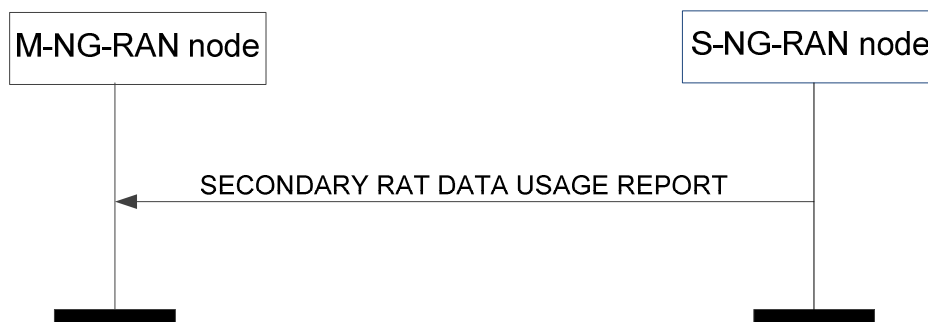 M-NG-RAN node
S-NG-RAN node
SECONDARY RAT DATA USAGE REPORT